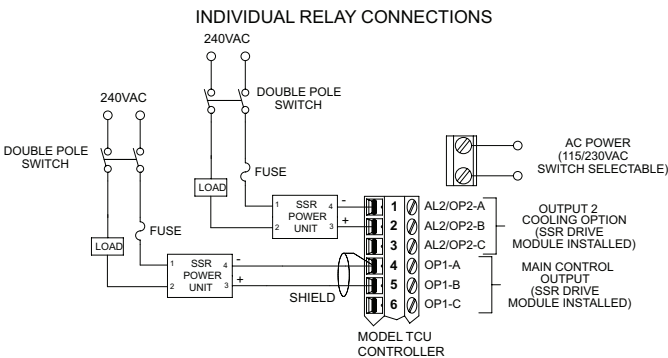 INDIVIDUAL RELAY CONNECTIONS
240VAC
DOUBLE POLE
SWITCH
240VAC
DOUBLE POLE
SWITCH
FUSE
LOAD
1 SSR 4 -
POWER
2 UNIT 3 +
FUSE
LOAD
1 SSR 4 -
POWER
2 UNIT 3 +
SHIELD
1 AL2/OP2-A
2 AL2/OP2-B
3 AL2/OP2-C
4 OP1-A
5 OP1-B
6 OP1-C
MODEL TCU
CONTROLLER
AC POWER
(115/230VAC
SWITCH SELECTABLE)
OUTPUT 2
COOLING OPTION
(SSR DRIVE
MODULE INSTALLED)
MAIN CONTROL
OUTPUT
(SSR DRIVE
MODULE INSTALLED)